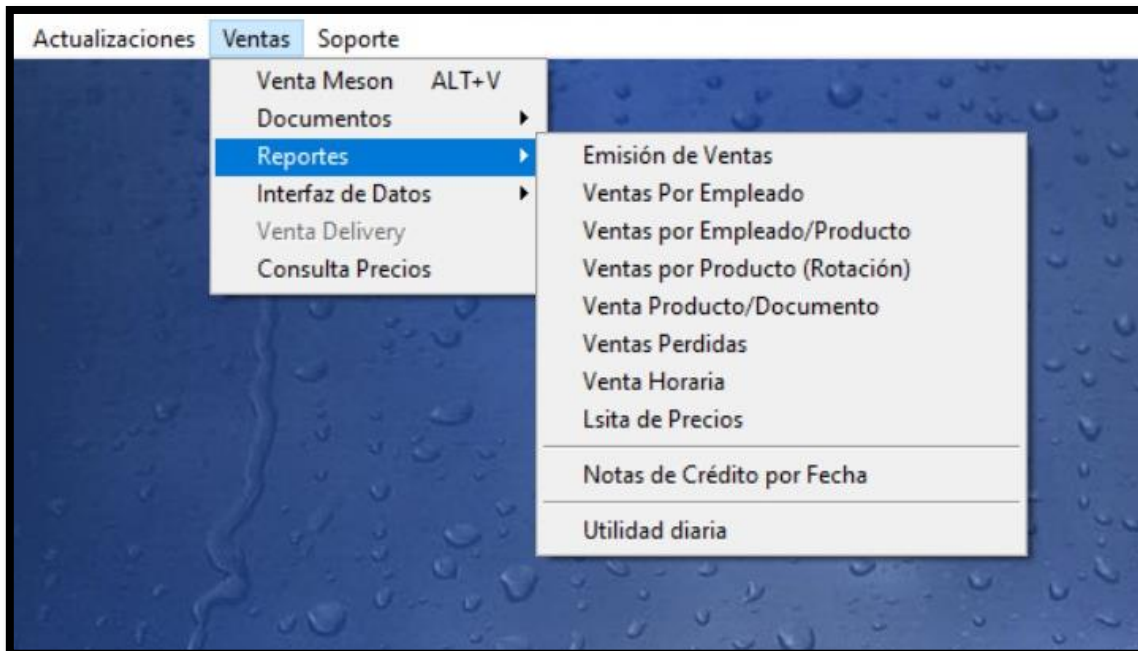 Actualizaciones Ventas Soporte
Venta Meson ALT+V
Documentos
Reportes
Interfaz de Datos
Venta Delivery
Consulta Precios
Emisión de Ventas
Ventas Por Empleado
Ventas por Empleado/Producto
Ventas por Producto (Rotación)
Venta Producto/Documento
Ventas Perdidas
Venta Horaria
Lsita de Precios
Notas de Crédito por Fecha
Utilidad diaria